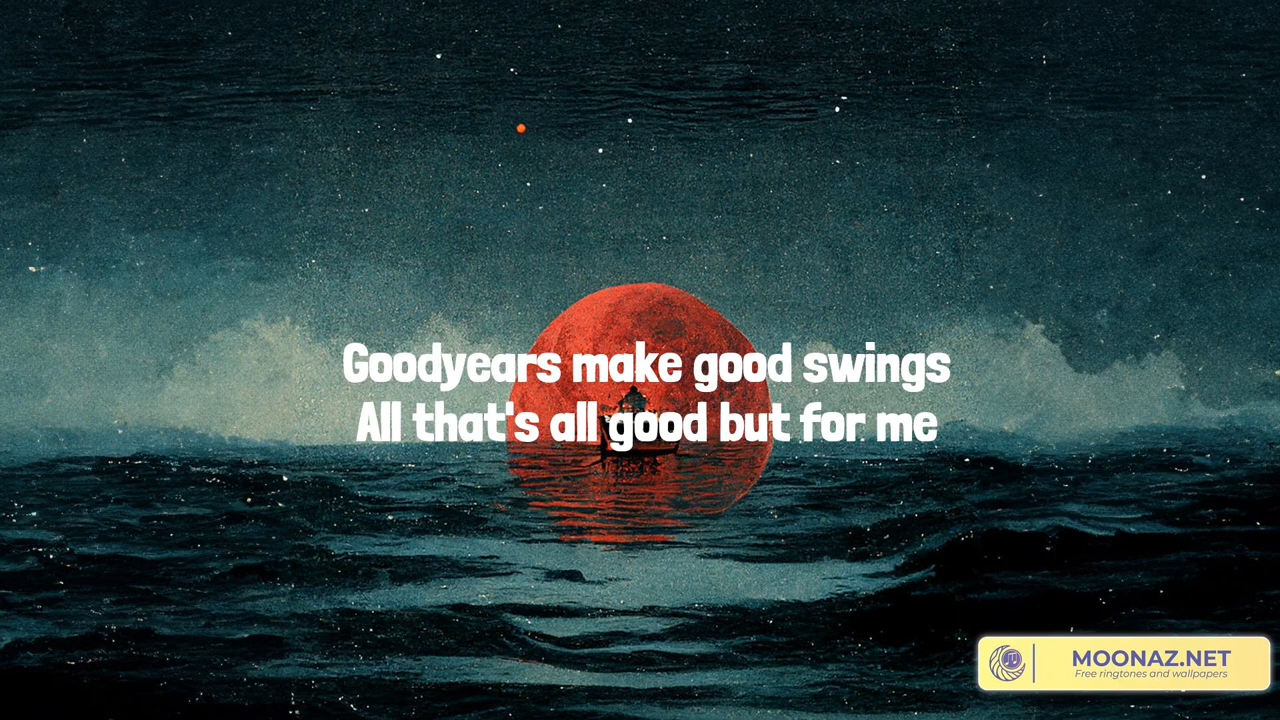 Goodyears make good swings
All that's all good but for me
MOONAZ.NET
Free ringtones and wallpapers